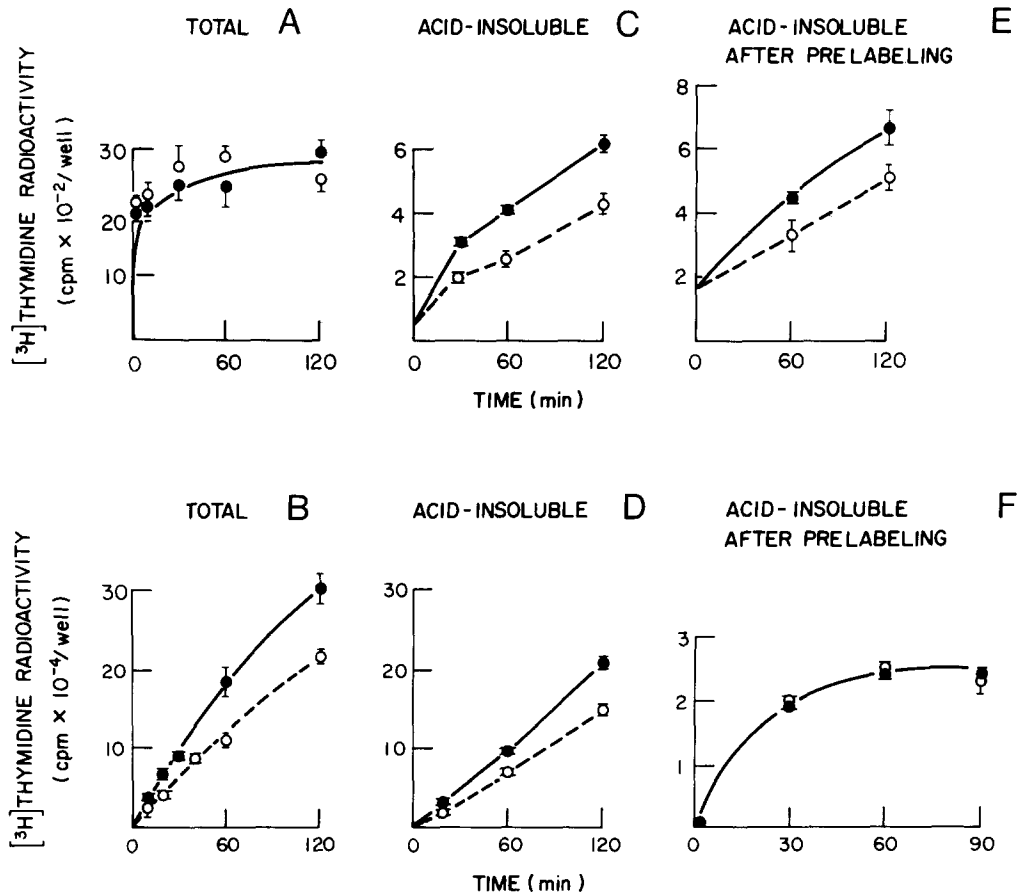 TOTAL A
ACID-INSOLUBLE C
ACID-INSOLUBLE E
AFTER PRELABELING
[³H]THYMIDINE RADIOACTIVITY
(cpm × 10⁻²/well)
30
20
10
0 60 120
6
4
2
0 60 120
8
6
4
2
0 60 120
TIME (min)
TOTAL B
ACID-INSOLUBLE D
ACID-INSOLUBLE F
AFTER PRELABELING
[³H]THYMIDINE RADIOACTIVITY
(cpm × 10⁻⁴/well)
30
20
10
0 60 120
30
20
10
0 60 120
3
2
1
0 30 60 90
TIME (min)